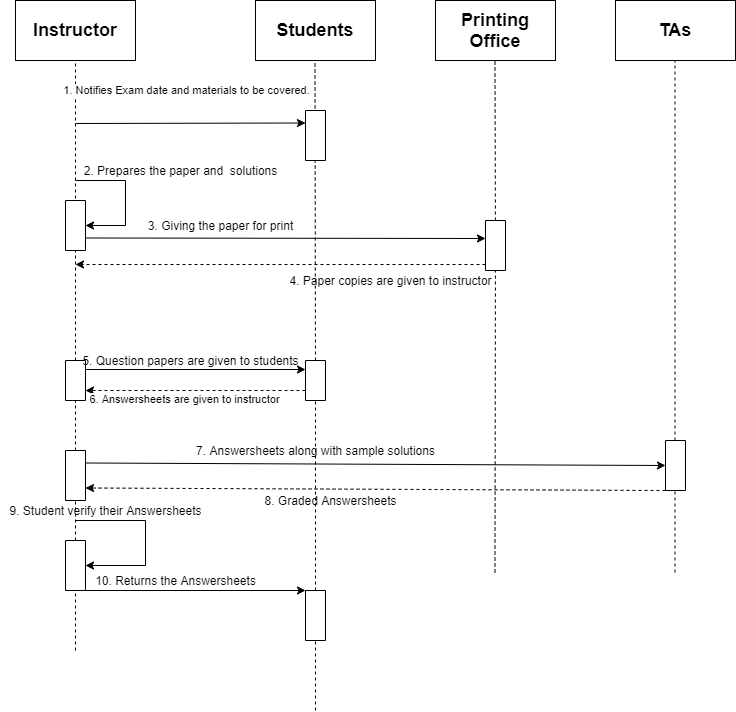 Instructor
Students
Printing
Office
TAs
1. Notifies Exam date and materials to be covered.
2. Prepares the paper and  solutions
3. Giving the paper for print
4. Paper copies are given to instructor
5. Question papers are given to students
6. Answersheets are given to instructor
7. Answersheets along with sample solutions
8. Graded Answersheets
9. Student verify their Answersheets
10. Returns the Answersheets